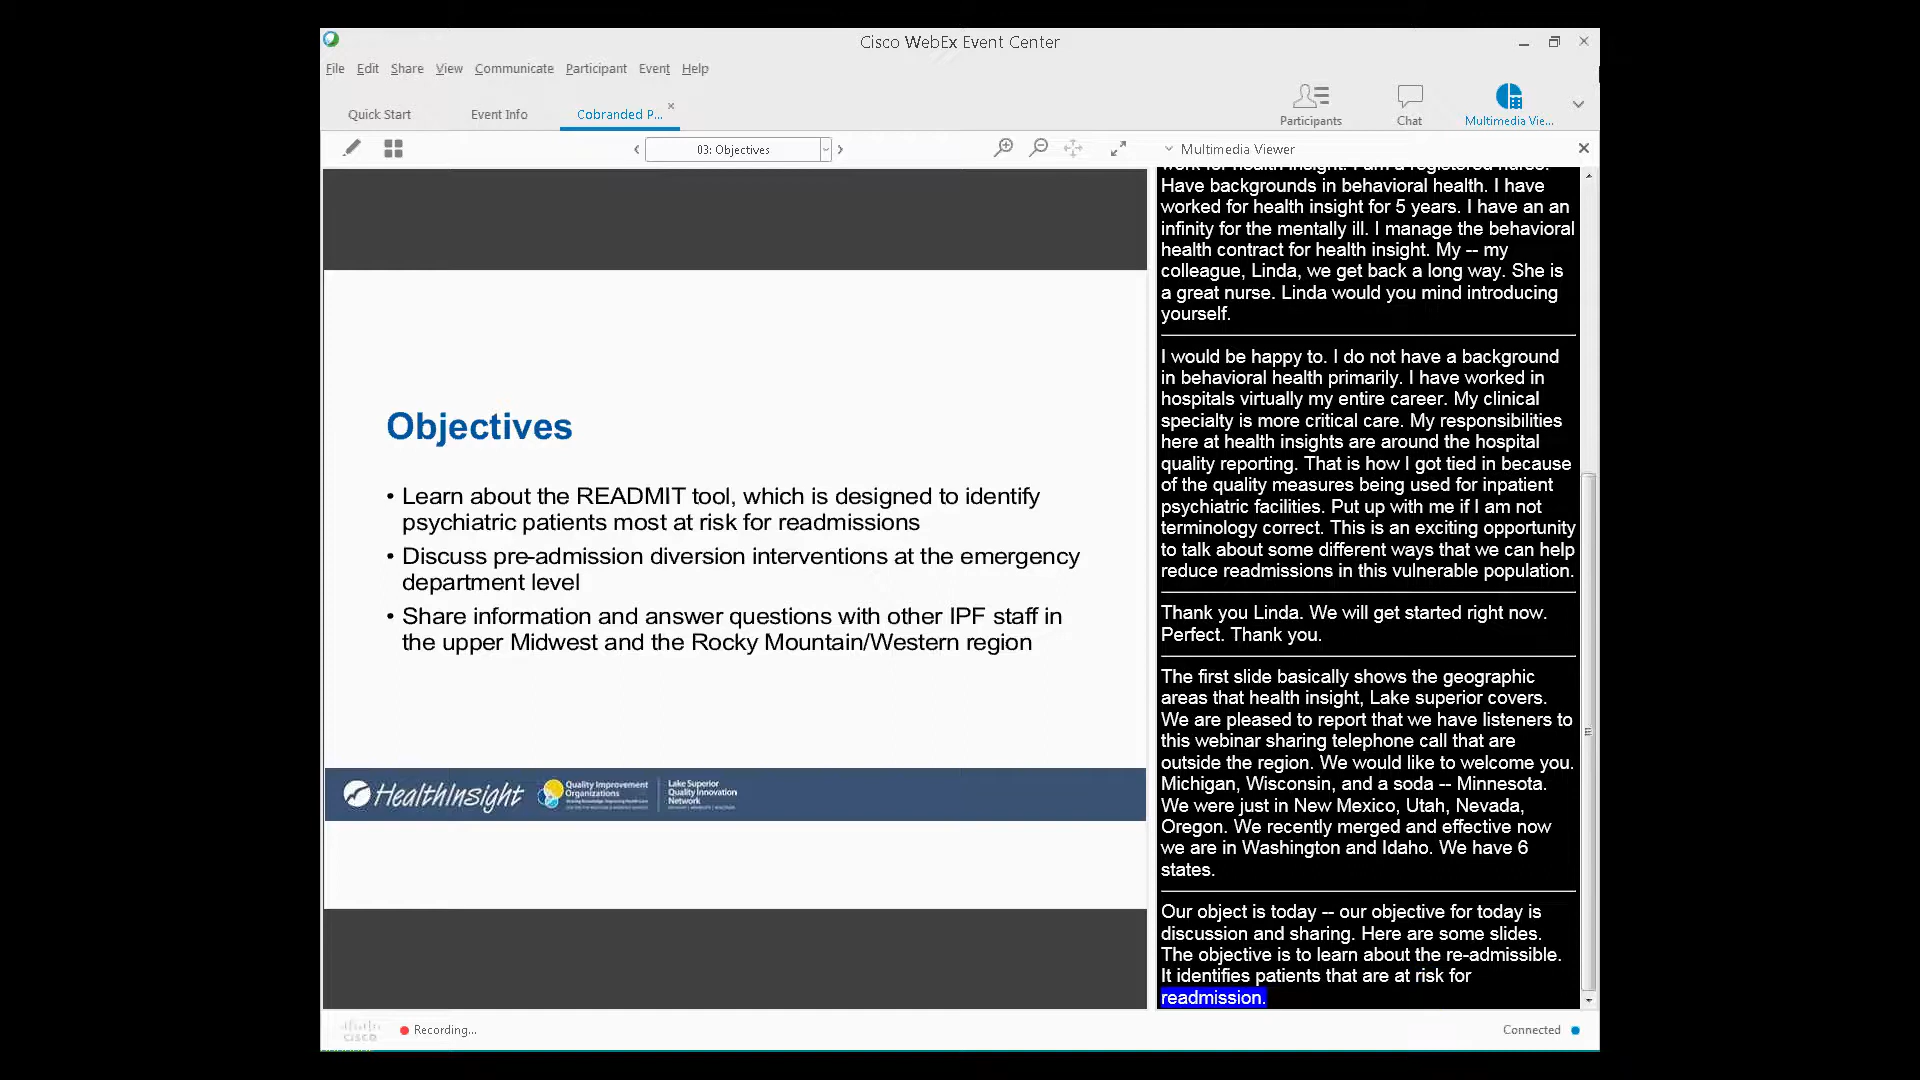 Cisco WebEx Event Center
File Edit Share View Communicate Participant Event Help
Quick Start Event Info Cobranded P...
Participants Chat Multimedia Vie...
03: Objectives
Multimedia Viewer
Objectives
• Learn about the READMIT tool, which is designed to identify
psychiatric patients most at risk for readmissions
• Discuss pre-admission diversion interventions at the emergency
department level
• Share information and answer questions with other IPF staff in
the upper Midwest and the Rocky Mountain/Western region
HealthInsight
Quality Improvement
Organizations
Lake Superior
Quality Innovation
Network
work for health insight. I am a registered nurse.
Have backgrounds in behavioral health. I have
worked for health insight for 5 years. I have an an
infinity for the mentally ill. I manage the behavioral
health contract for health insight. My -- my
colleague, Linda, we get back a long way. She is
a great nurse. Linda would you mind introducing
yourself.
I would be happy to. I do not have a background
in behavioral health primarily. I have worked in
hospitals virtually my entire career. My clinical
specialty is more critical care. My responsibilities
here at health insights are around the hospital
quality reporting. That is how I got tied in because
of the quality measures being used for inpatient
psychiatric facilities. Put up with me if I am not
terminology correct. This is an exciting opportunity
to talk about some different ways that we can help
reduce readmissions in this vulnerable population.
Thank you Linda. We will get started right now.
Perfect. Thank you.
The first slide basically shows the geographic
areas that health insight, Lake superior covers.
We are pleased to report that we have listeners to
this webinar sharing telephone call that are
outside the region. We would like to welcome you.
Michigan, Wisconsin, and a soda -- Minnesota.
We were just in New Mexico, Utah, Nevada,
Oregon. We recently merged and effective now
we are in Washington and Idaho. We have 6
states.
Our object is today -- our objective for today is
discussion and sharing. Here are some slides.
The objective is to learn about the re-admissible.
It identifies patients that are at risk for
readmission.
cisco
Recording...
Connected